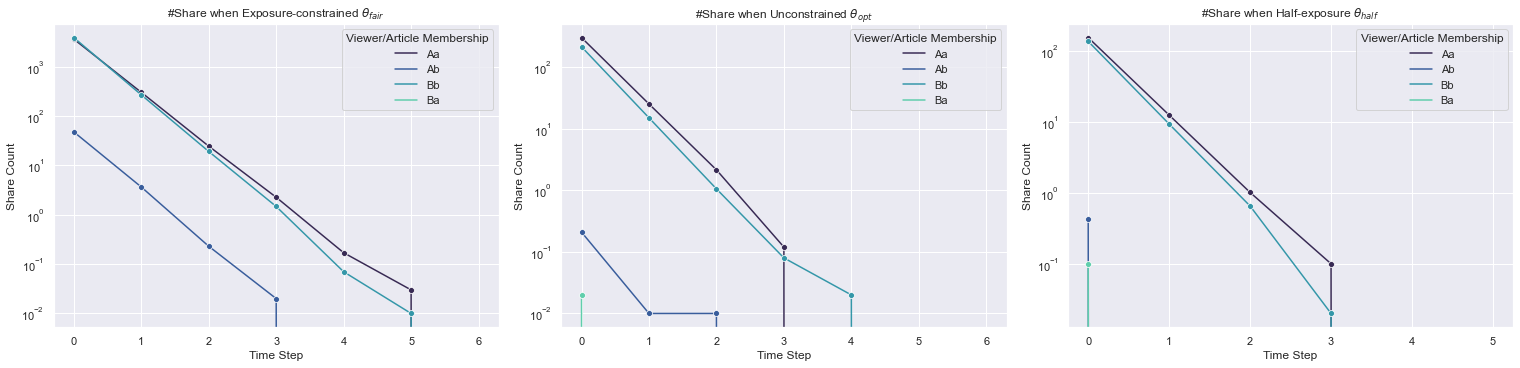 #Share when Exposure-constrained θfair
Share Count
10³
10²
10¹
10⁰
10⁻¹
10⁻²
Viewer/Article Membership
Aa
Ab
Bb
Ba
0 1 2 3 4 5 6
Time Step
#Share when Unconstrained θopt
Share Count
10²
10¹
10⁰
10⁻¹
10⁻²
Viewer/Article Membership
Aa
Ab
Bb
Ba
0 1 2 3 4 5 6
Time Step
#Share when Half-exposure θhalf
Share Count
10²
10¹
10⁰
10⁻¹
Viewer/Article Membership
Aa
Ab
Bb
Ba
0 1 2 3 4 5
Time Step